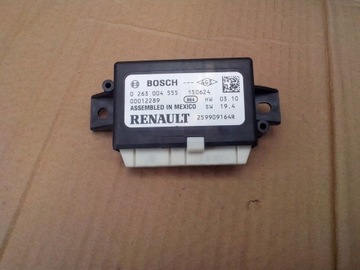 BOSCH
0 263 004 555 150624
00012289 HW 03.10
ASSEMBLED IN MEXICO SW 19.4
RENAULT 259909164R